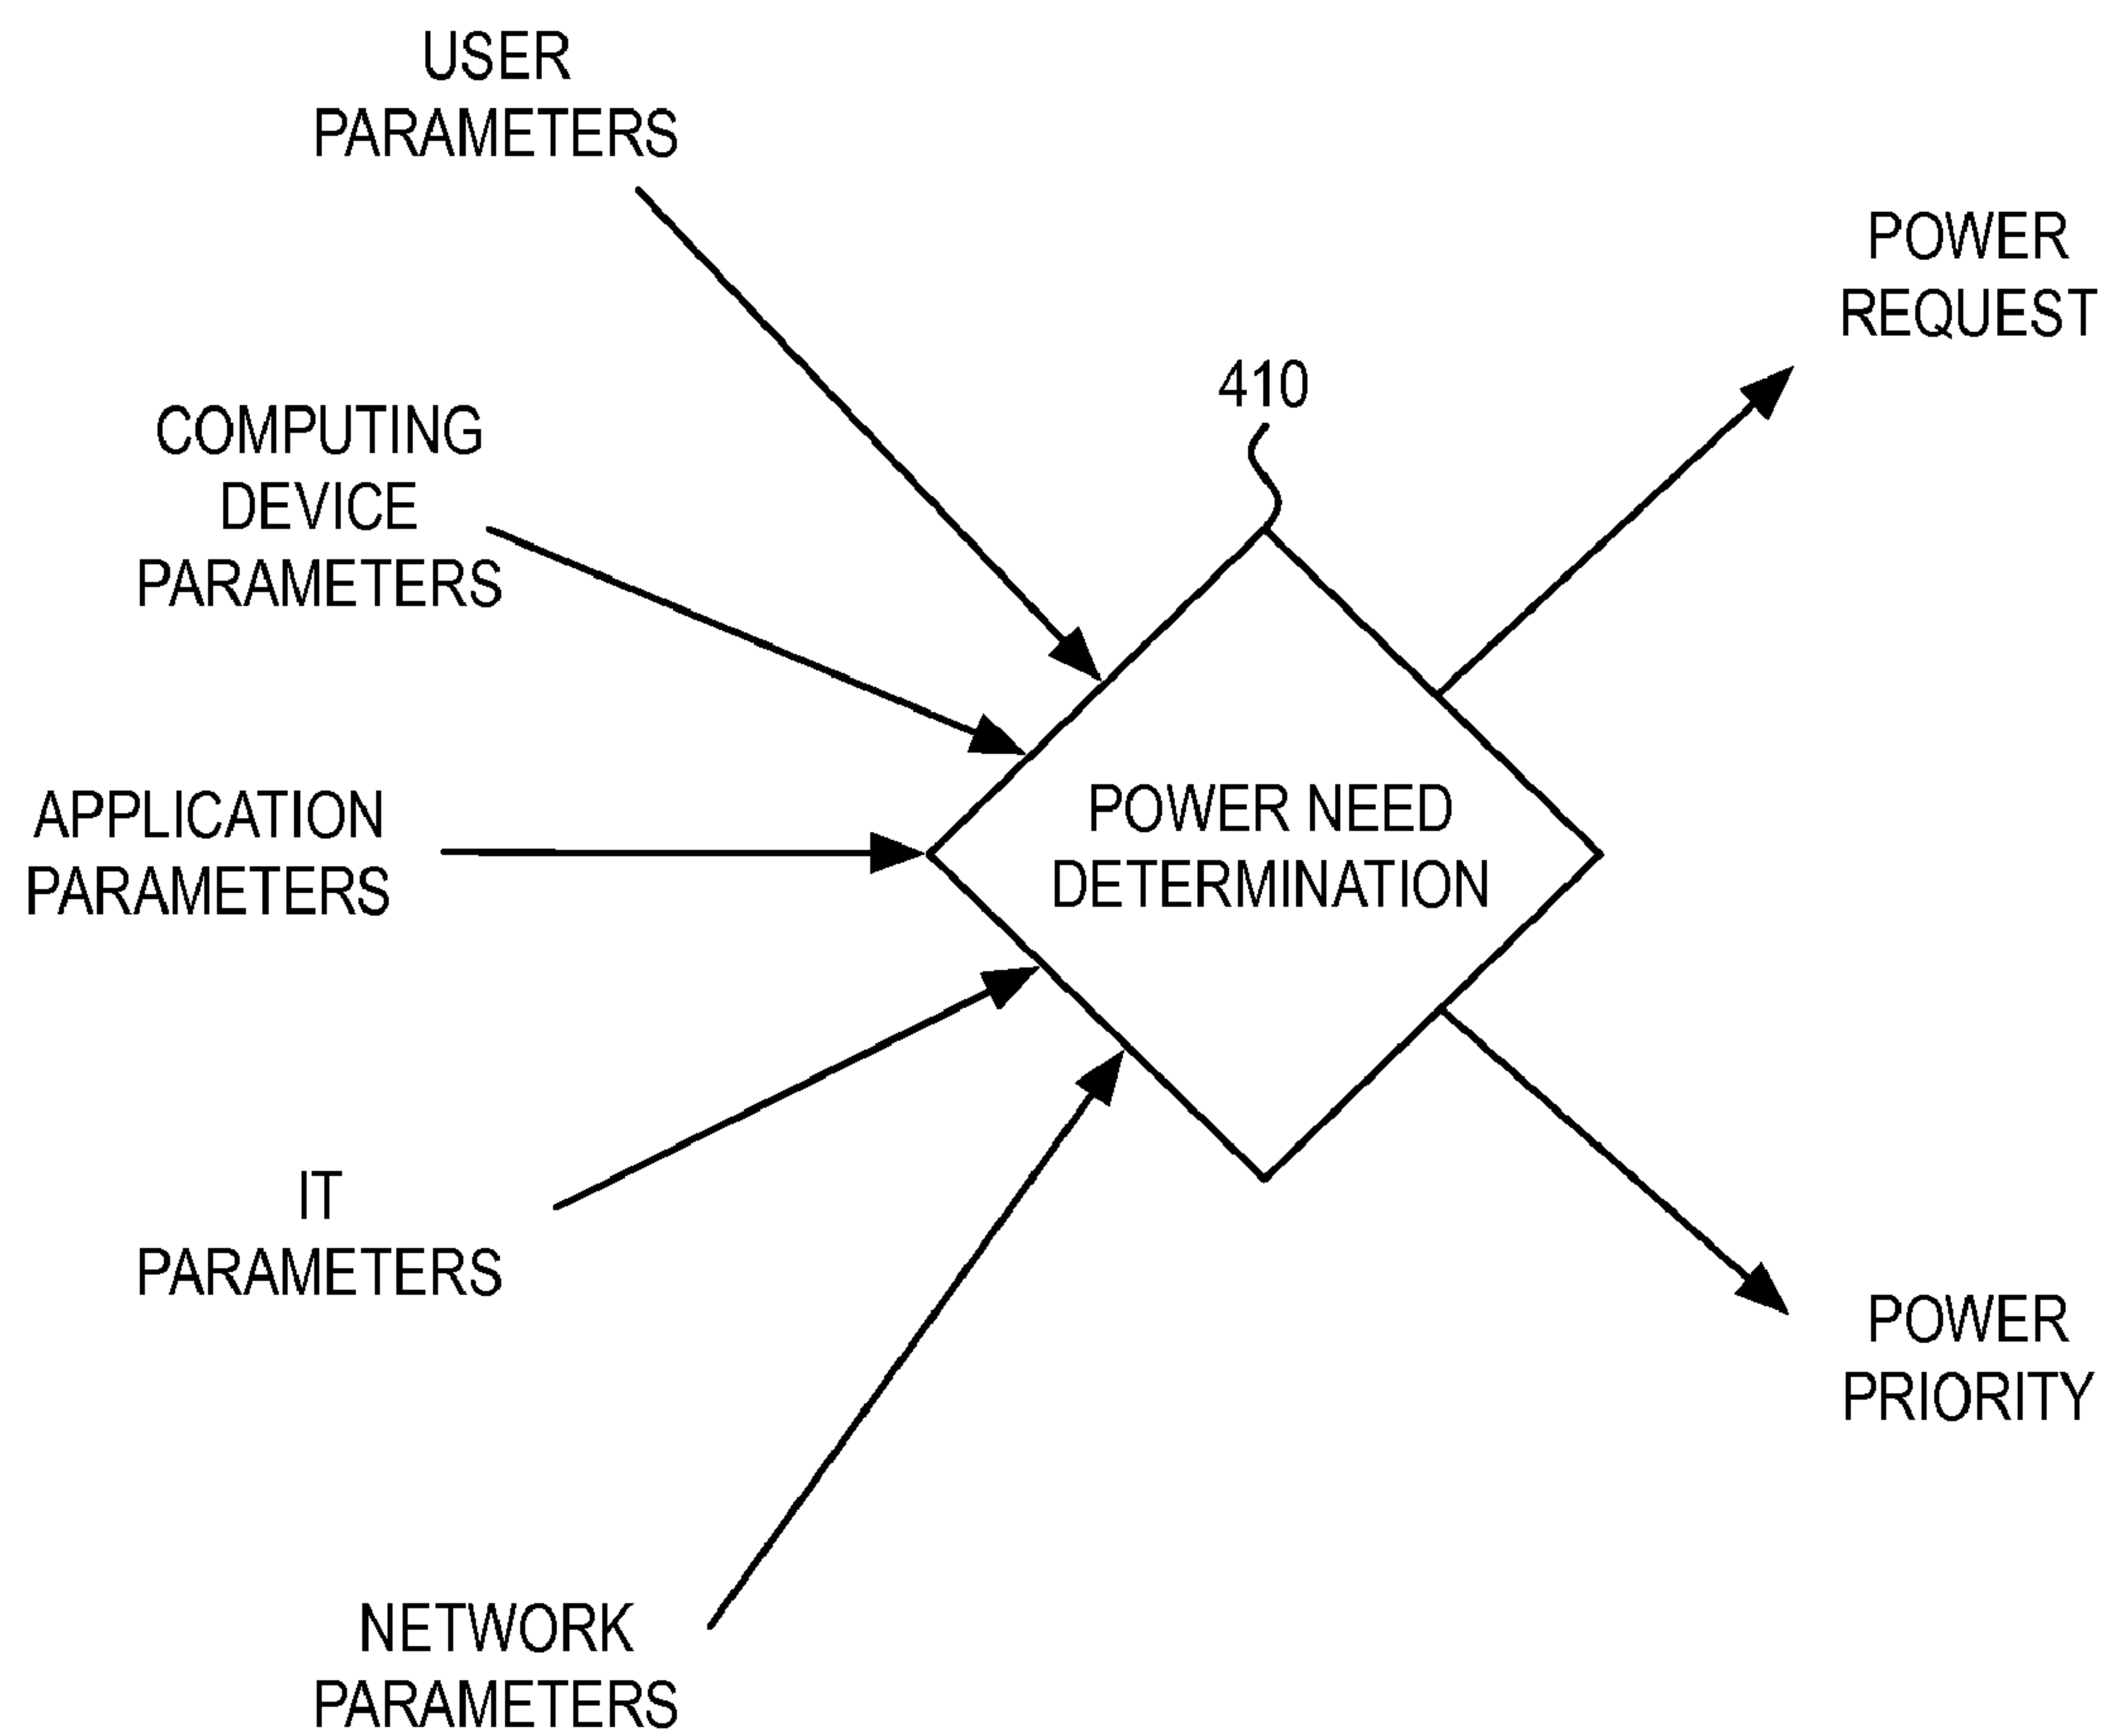 USER
PARAMETERS
COMPUTING
DEVICE
PARAMETERS
APPLICATION
PARAMETERS
IT
PARAMETERS
NETWORK
PARAMETERS
410
POWER NEED
DETERMINATION
POWER
REQUEST
POWER
PRIORITY